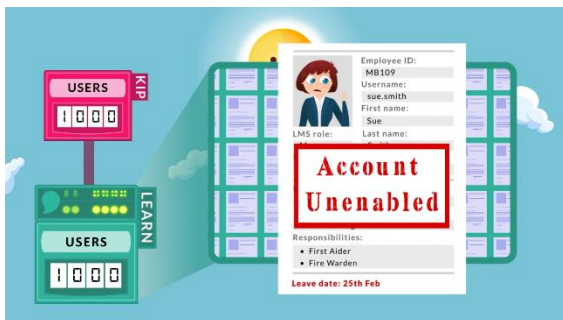 KIP
USERS
1000
LEARN
USERS
1000
Employee ID:
MB109
Username:
sue.smith
First name:
Sue
LMS role:
Last name:
Account
Unenabled
Responsibilities:
• First Aider
• Fire Warden
Leave date: 25th Feb